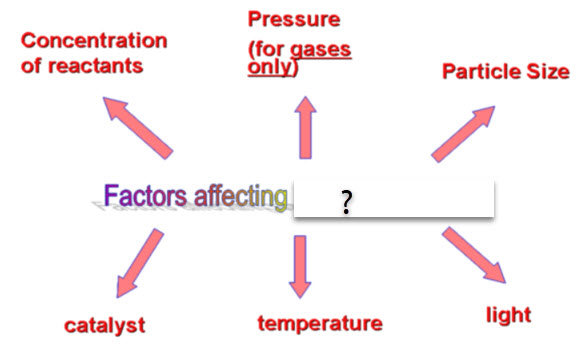 Pressure
(for gases
only)
Concentration
of reactants
Particle Size
Factors affecting ?
catalyst
temperature
light